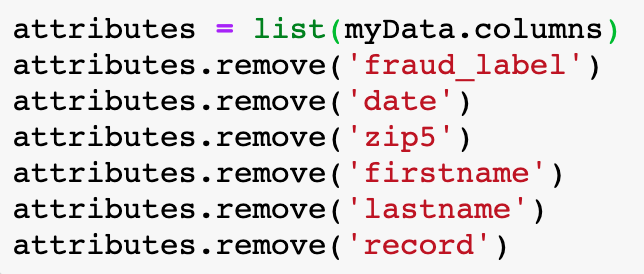 attributes = list(myData.columns)
attributes.remove('fraud_label')
attributes.remove('date')
attributes.remove('zip5')
attributes.remove('firstname')
attributes.remove('lastname')
attributes.remove('record')